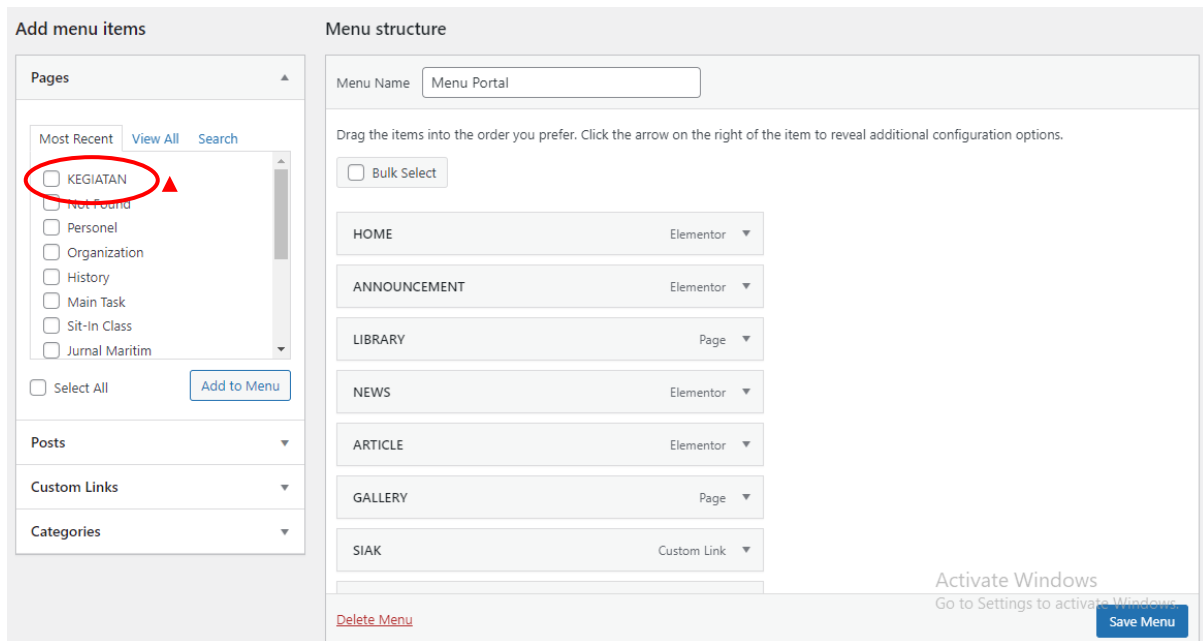 Add menu items
Menu structure
Pages
Most Recent View All Search
KEGIATAN
Not Found
Personel
Organization
History
Main Task
Sit-In Class
Jurnal Maritim
Select All Add to Menu
Posts
Custom Links
Categories
Menu Name Menu Portal
Drag the items into the order you prefer. Click the arrow on the right of the item to reveal additional configuration options.
Bulk Select
HOME Elementor
ANNOUNCEMENT Elementor
LIBRARY Page
NEWS Elementor
ARTICLE Elementor
GALLERY Page
SIAK Custom Link
Activate Windows
Go to Settings to activate Windows.
Delete Menu Save Menu